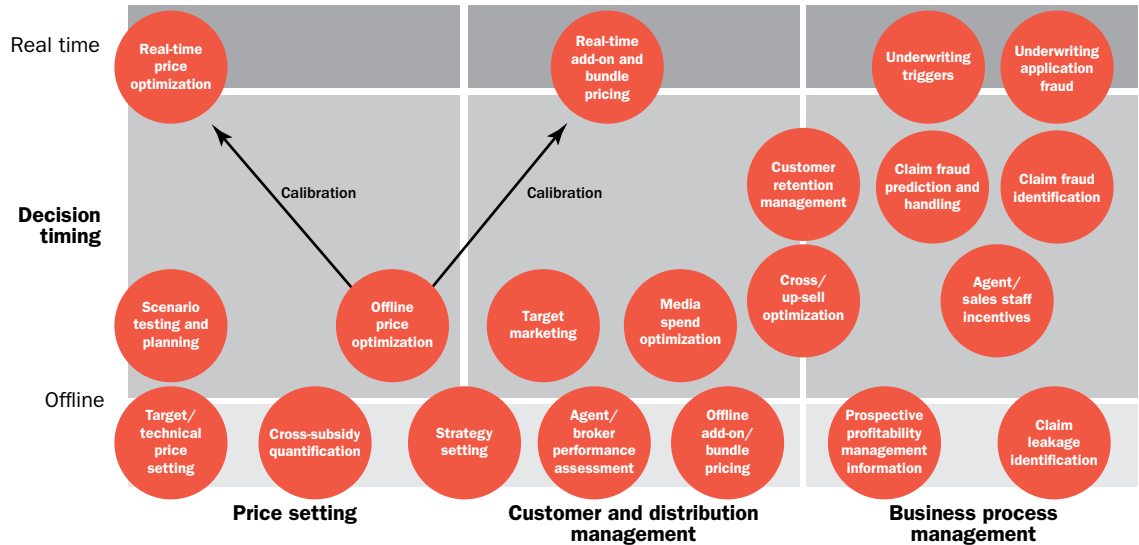 Real time
Real-time
price
optimization
Real-time
add-on and
bundle
pricing
Underwriting
triggers
Underwriting
application
fraud
Calibration
Calibration
Customer
retention
management
Claim fraud
prediction and
handling
Claim fraud
identification
Decision
timing
Scenario
testing and
planning
Offline
price
optimization
Target
marketing
Media
spend
optimization
Cross/
up-sell
optimization
Agent/
sales staff
incentives
Offline
Target/
technical
price
setting
Cross-subsidy
quantification
Strategy
setting
Agent/
broker
performance
assessment
Offline
add-on/
bundle
pricing
Prospective
profitability
management
information
Claim
leakage
identification
Price setting
Customer and distribution
management
Business process
management